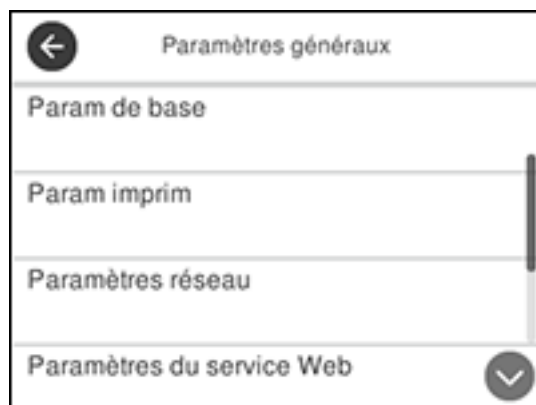 Paramètres généraux
Param de base
Param imprim
Paramètres réseau
Paramètres du service Web